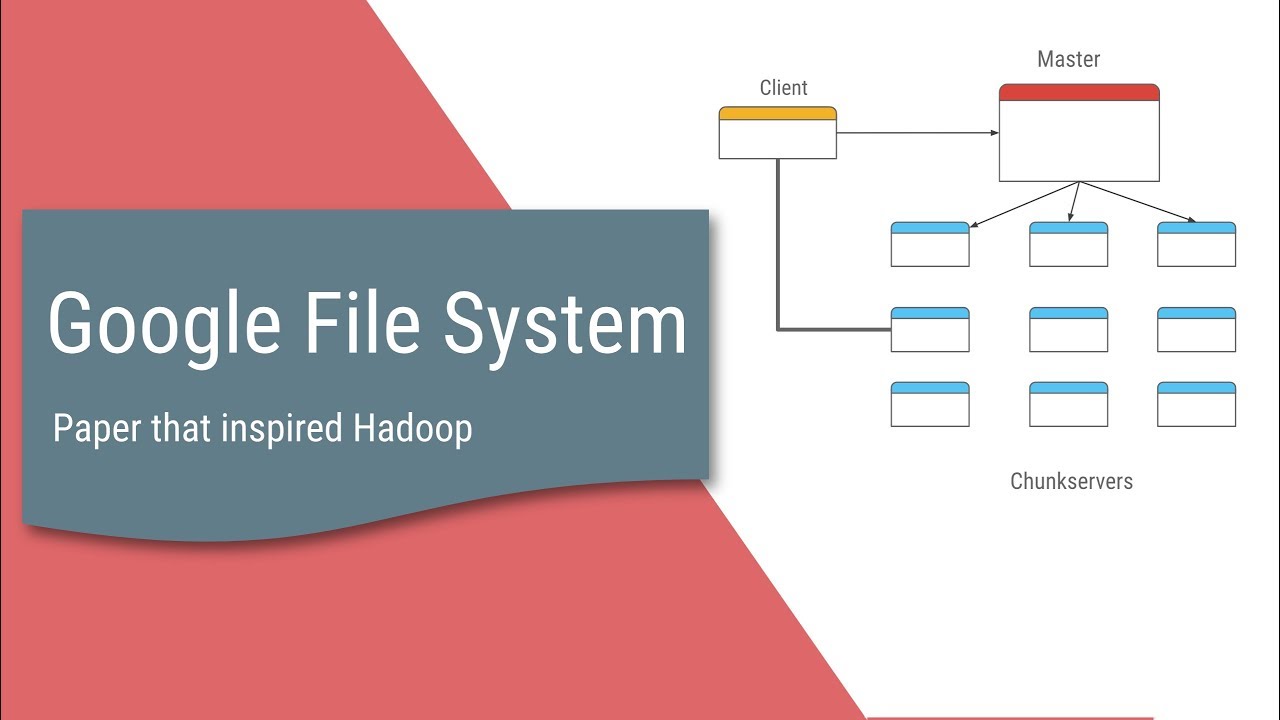 Google File System
Paper that inspired Hadoop
Client
Master
Chunkservers